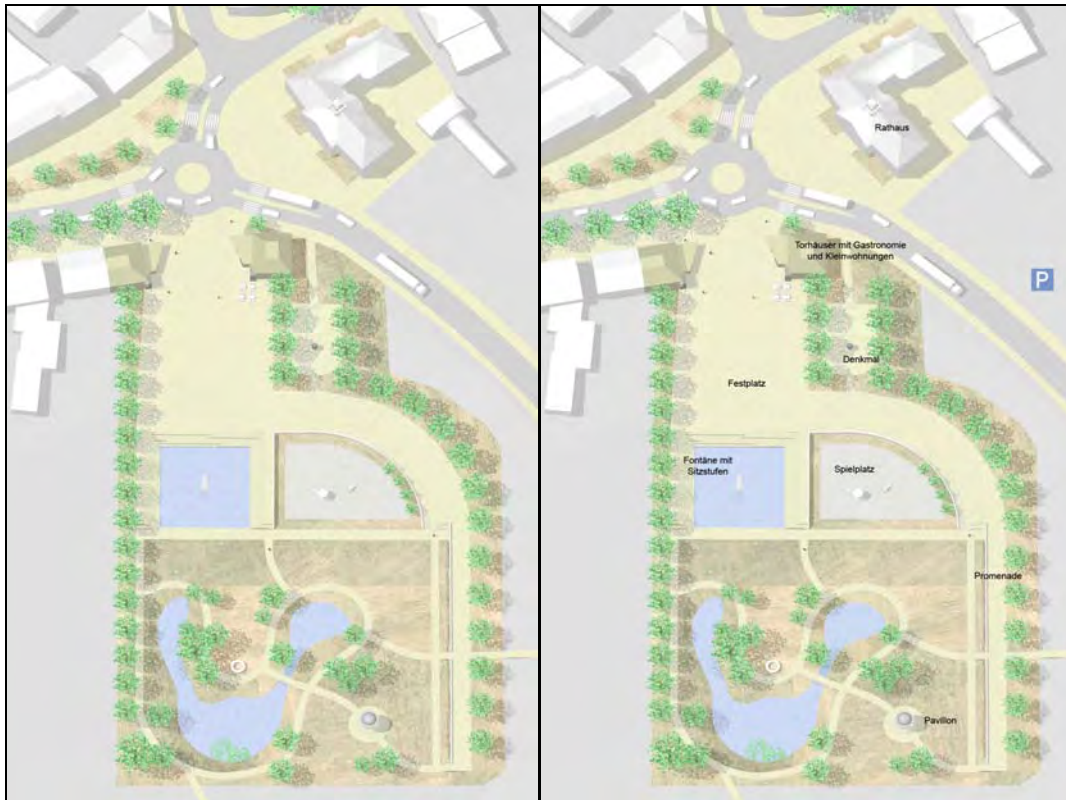 Rathaus
Torhäuser mit Gastronomie
und Kleinwohnungen
P
Denkmal
Festplatz
Fontäne mit
Sitzstufen
Spielplatz
Promenade
Pavillon